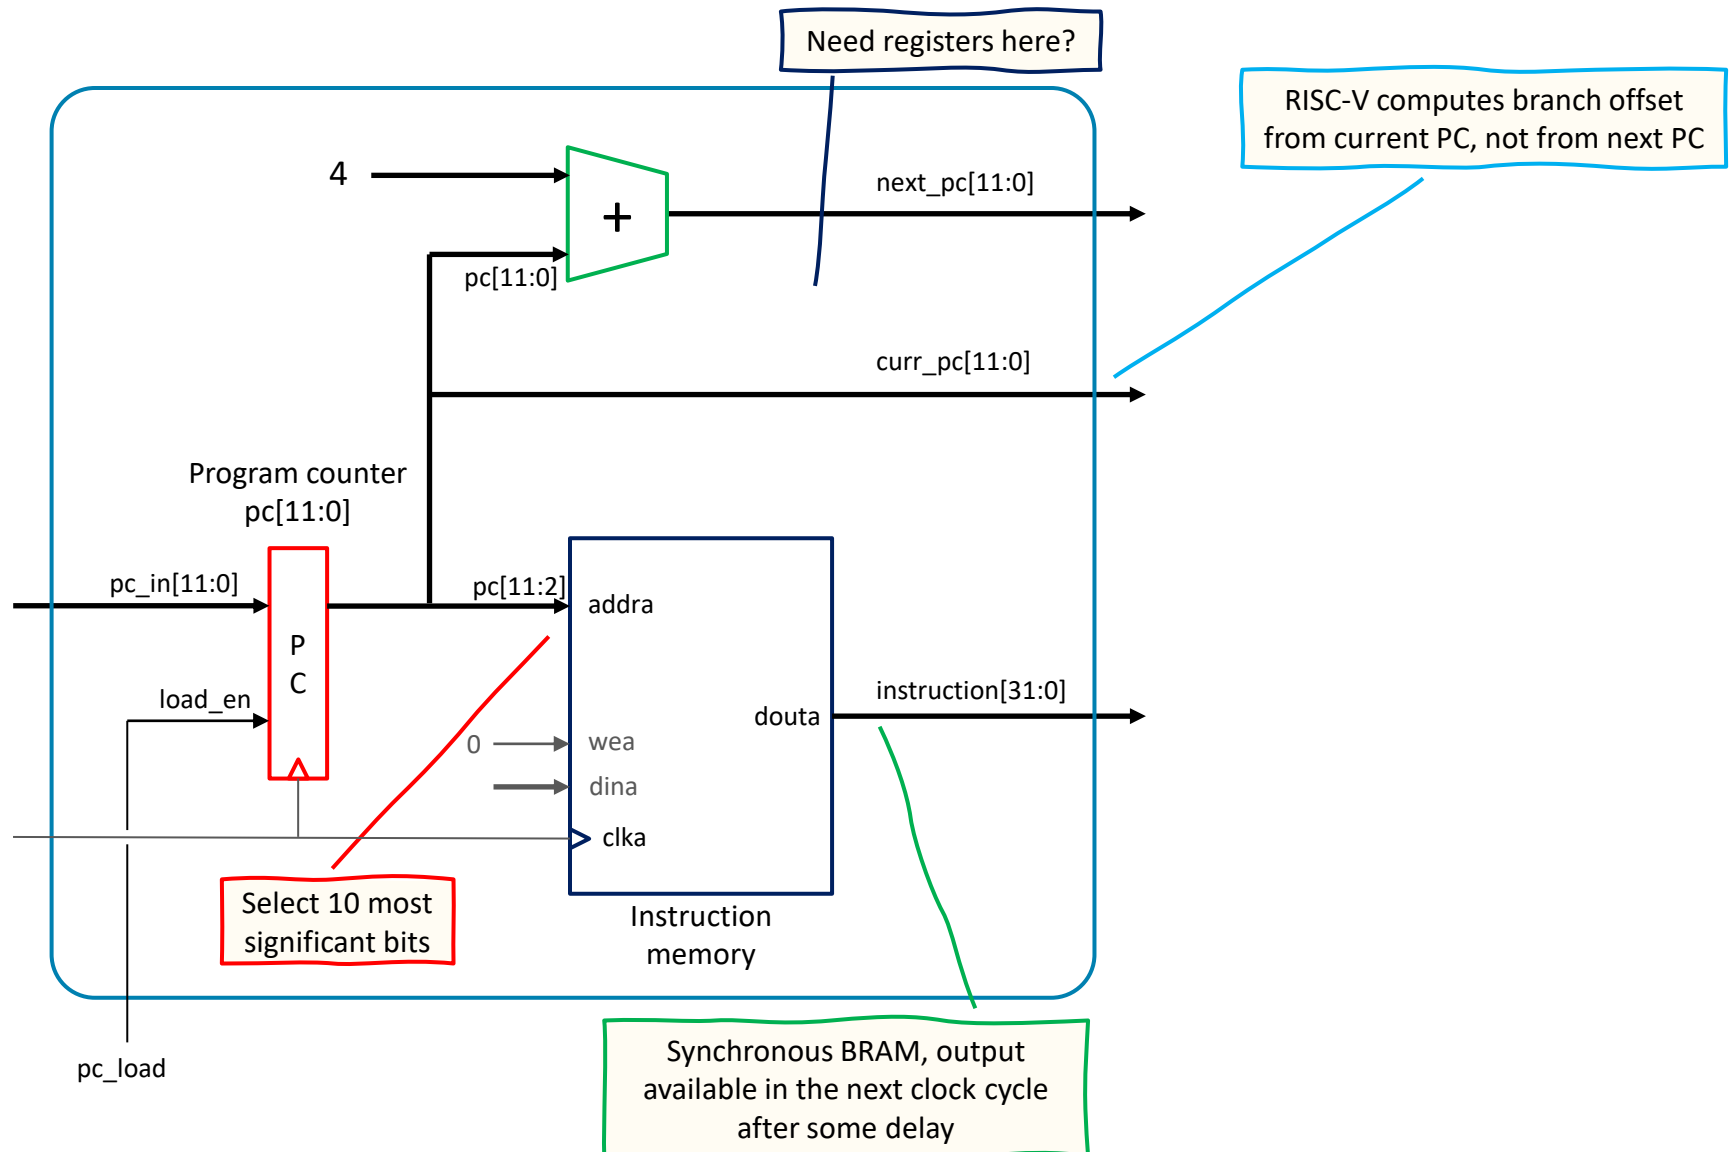 Need registers here?
RISC-V computes branch offset
from current PC, not from next PC
4
+
next_pc[11:0]
pc[11:0]
curr_pc[11:0]
Program counter
pc[11:0]
pc_in[11:0]
pc[11:2]
addra
P
C
load_en
instruction[31:0]
douta
0
wea
dina
clka
Select 10 most
significant bits
Instruction
memory
Synchronous BRAM, output
available in the next clock cycle
after some delay
pc_load